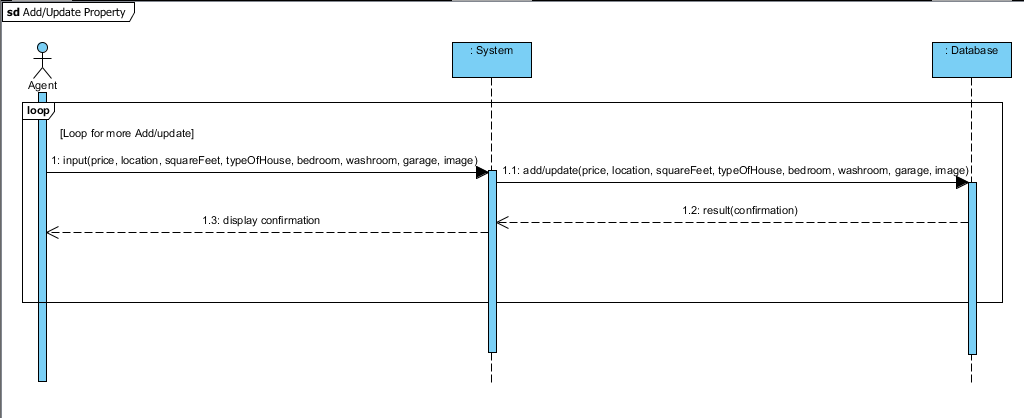 sd Add/Update Property
: System
: Database
Agent
loop
[Loop for more Add/update]
1: input(price, location, squareFeet, typeOfHouse, bedroom, washroom, garage, image)
1.1: add/update(price, location, squareFeet, typeOfHouse, bedroom, washroom, garage, image)
1.2: result(confirmation)
1.3: display confirmation